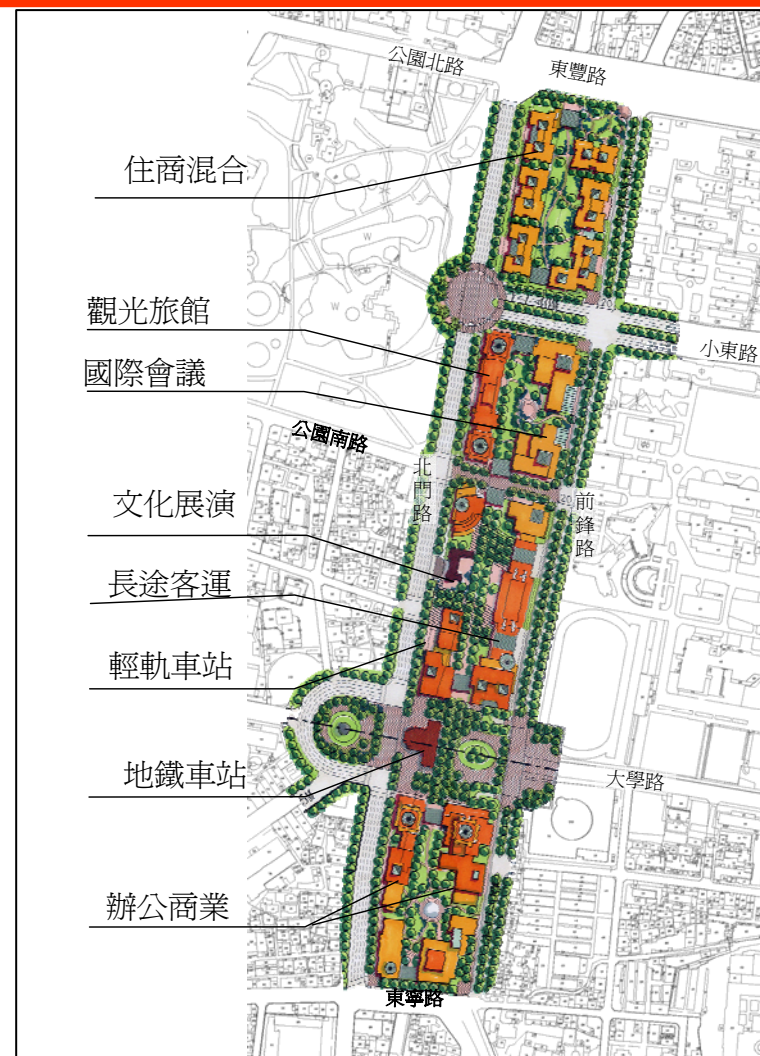 公園北路
東豐路
住商混合
觀光旅館
小東路
國際會議
公園南路
北門路
文化展演
前鋒路
長途客運
輕軌車站
地鐵車站
大學路
辦公商業
東寧路